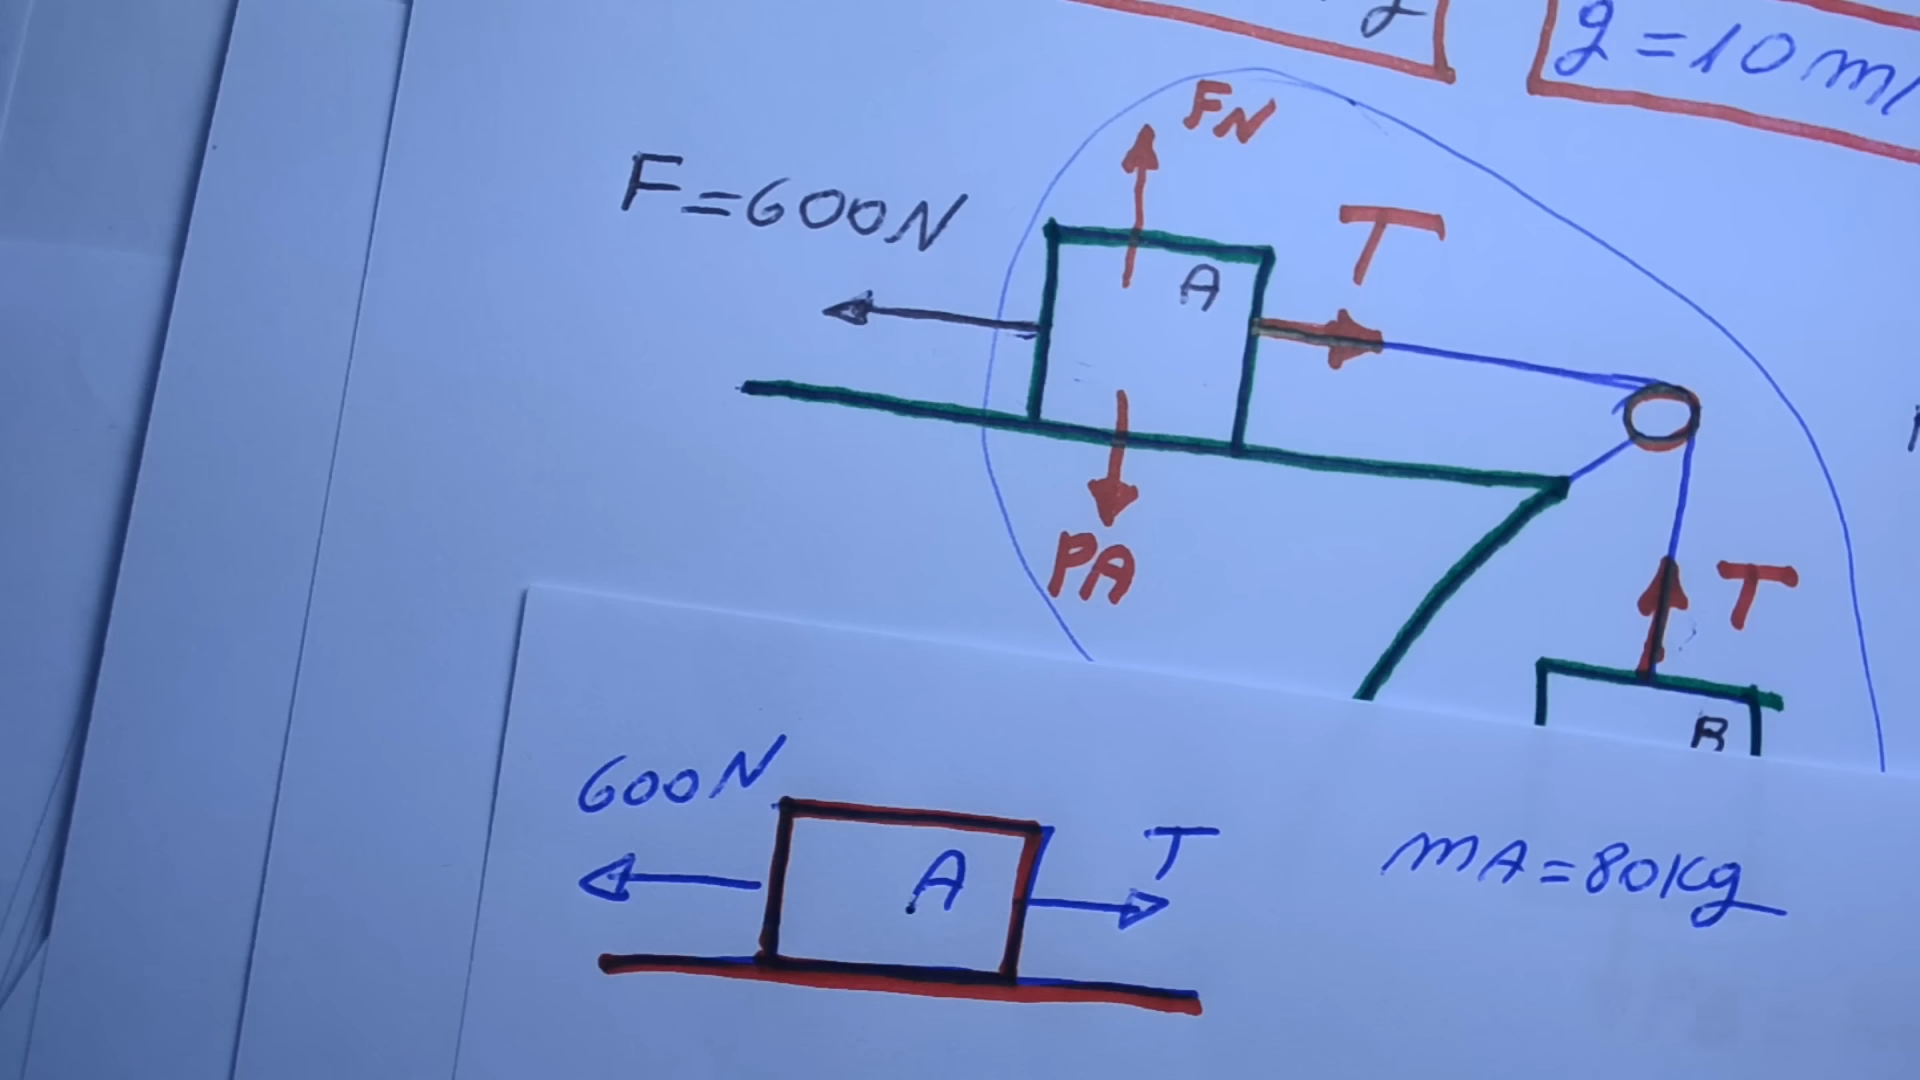 g = 10 m/
FN
F = 600N
T
A
PA
T
B
600N
T
A
mA = 80Kg